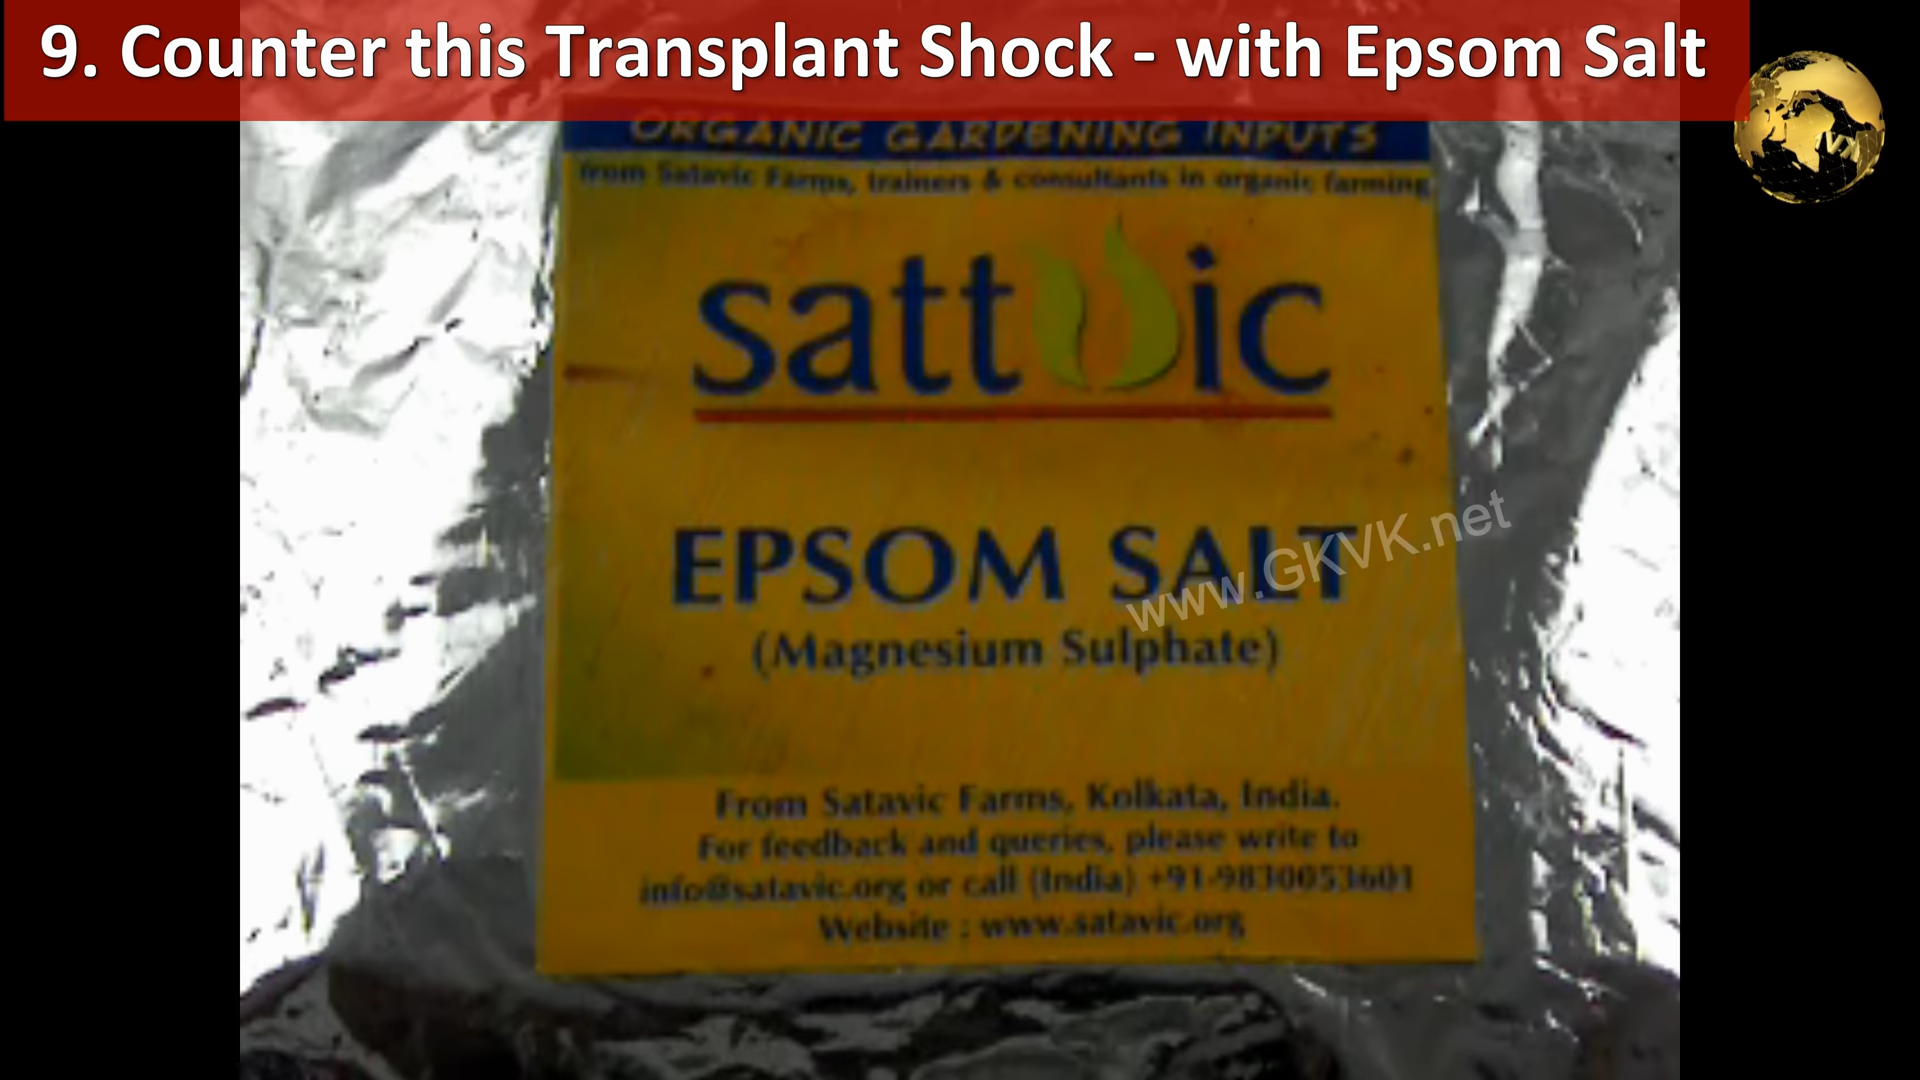 9. Counter this Transplant Shock - with Epsom Salt
ORGANIC GARDENING INPUTS
from Satavic Farms, trainers & consultants in organic farming
sattvic
EPSOM SALT
www.GKVK.net
(Magnesium Sulphate)
From Satavic Farms, Kolkata, India.
For feedback and queries, please write to
info@satavic.org or call (India) +91-9830053601
Website : www.satavic.org